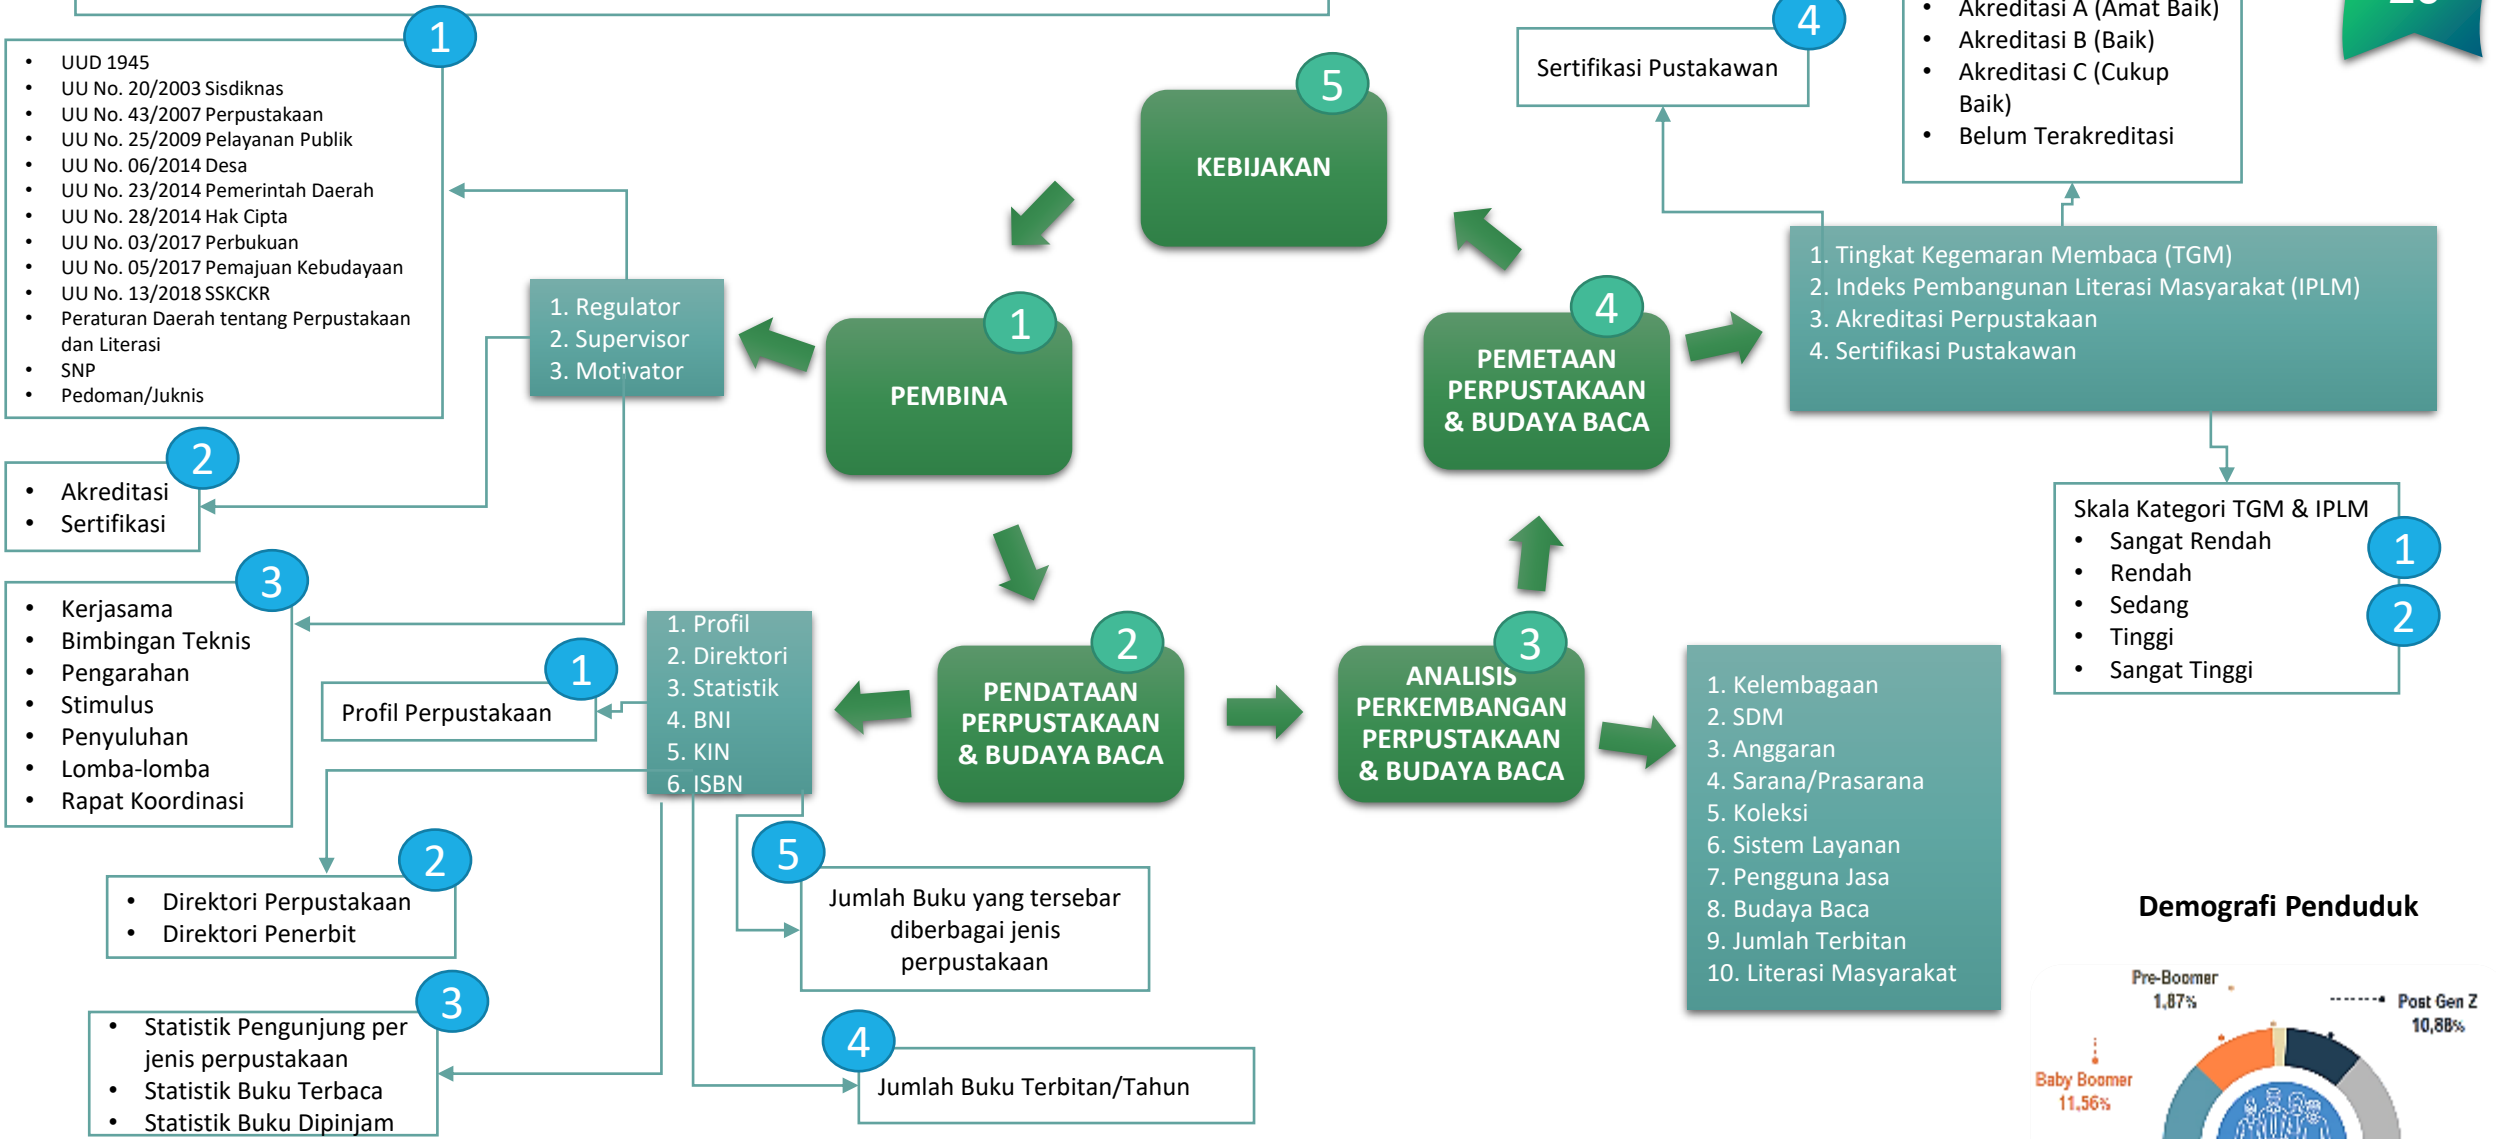 1
• UUD 1945
• UU No. 20/2003 Sisdiknas
• UU No. 43/2007 Perpustakaan
• UU No. 25/2009 Pelayanan Publik
• UU No. 06/2014 Desa
• UU No. 23/2014 Pemerintah Daerah
• UU No. 28/2014 Hak Cipta
• UU No. 03/2017 Perbukuan
• UU No. 05/2017 Pemajuan Kebudayaan
• UU No. 13/2018 SSKCKR
• Peraturan Daerah tentang Perpustakaan
dan Literasi
• SNP
• Pedoman/Juknis
2
• Akreditasi
• Sertifikasi
3
• Kerjasama
• Bimbingan Teknis
• Pengarahan
• Stimulus
• Penyuluhan
• Lomba-lomba
• Rapat Koordinasi
1. Regulator
2. Supervisor
3. Motivator
1
PEMBINA
5
KEBIJAKAN
4
Sertifikasi Pustakawan
• Akreditasi A (Amat Baik)
• Akreditasi B (Baik)
• Akreditasi C (Cukup
Baik)
• Belum Terakreditasi
4
PEMETAAN
PERPUSTAKAAN
& BUDAYA BACA
1. Tingkat Kegemaran Membaca (TGM)
2. Indeks Pembangunan Literasi Masyarakat (IPLM)
3. Akreditasi Perpustakaan
4. Sertifikasi Pustakawan
Skala Kategori TGM & IPLM
• Sangat Rendah
• Rendah
• Sedang
• Tinggi
• Sangat Tinggi
1
2
1
Profil Perpustakaan
1. Profil
2. Direktori
3. Statistik
4. BNI
5. KIN
6. ISBN
2
PENDATAAN
PERPUSTAKAAN
& BUDAYA BACA
3
ANALISIS
PERKEMBANGAN
PERPUSTAKAAN
& BUDAYA BACA
1. Kelembagaan
2. SDM
3. Anggaran
4. Sarana/Prasarana
5. Koleksi
6. Sistem Layanan
7. Pengguna Jasa
8. Budaya Baca
9. Jumlah Terbitan
10. Literasi Masyarakat
2
• Direktori Perpustakaan
• Direktori Penerbit
3
• Statistik Pengunjung per
jenis perpustakaan
• Statistik Buku Terbaca
• Statistik Buku Dipinjam
5
Jumlah Buku yang tersebar
diberbagai jenis
perpustakaan
4
Jumlah Buku Terbitan/Tahun
Demografi Penduduk
Pre-Boomer
1,87%
Post Gen Z
10,88%
Baby Boomer
11,56%